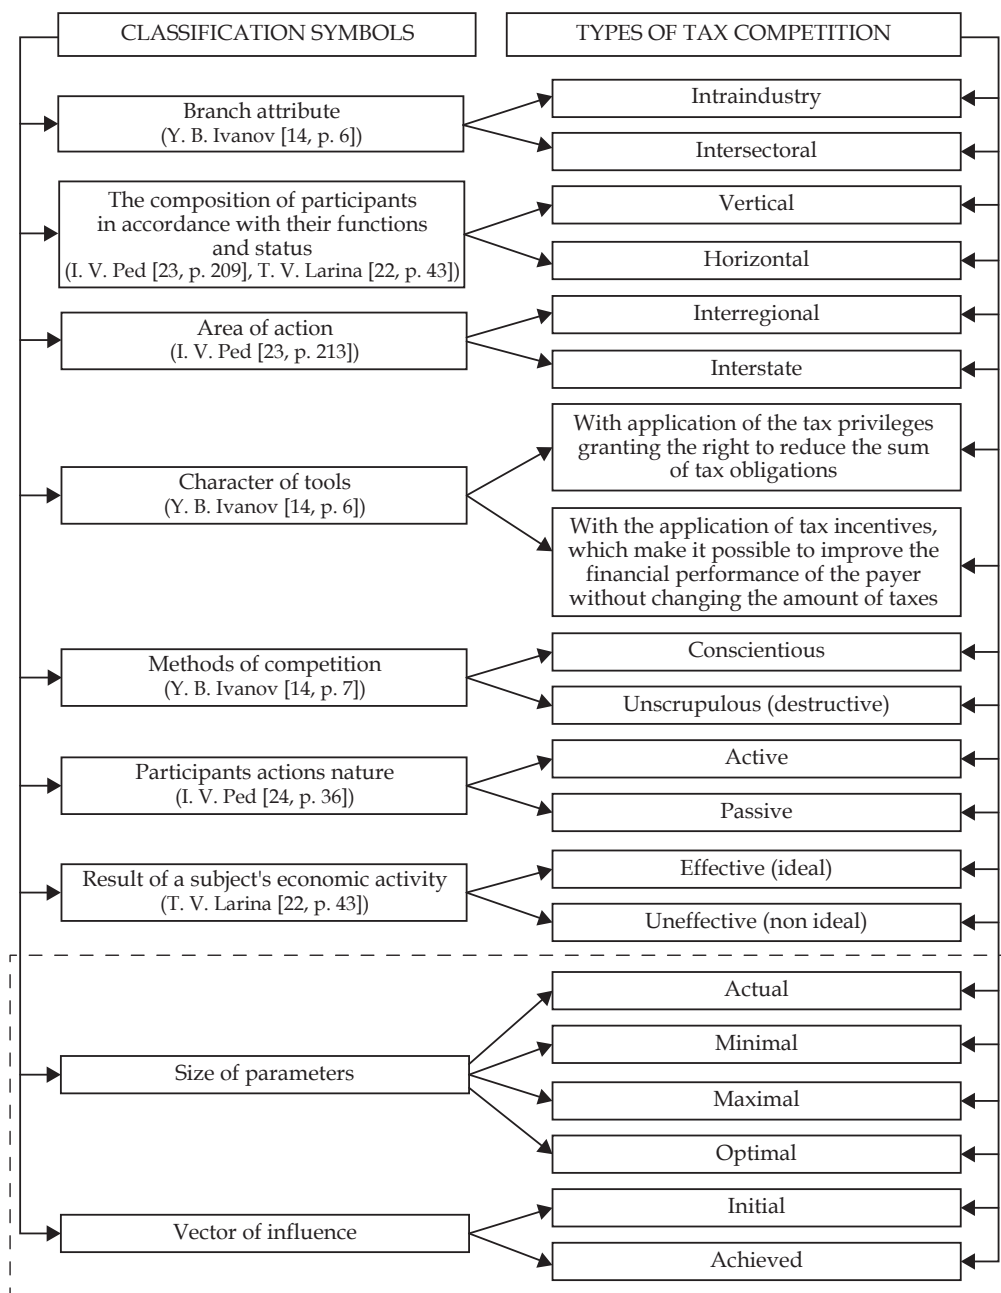 CLASSIFICATION SYMBOLS
TYPES OF TAX COMPETITION
Branch attribute
(Y. B. Ivanov [14, p. 6])
Intraindustry
Intersectoral
The composition of participants
in accordance with their functions
and status
(I. V. Ped [23, p. 209], T. V. Larina [22, p. 43])
Vertical
Horizontal
Area of action
(I. V. Ped [23, p. 213])
Interregional
Interstate
Character of tools
(Y. B. Ivanov [14, p. 6])
With application of the tax privileges
granting the right to reduce the sum
of tax obligations
With the application of tax incentives,
which make it possible to improve the
financial performance of the payer
without changing the amount of taxes
Methods of competition
(Y. B. Ivanov [14, p. 7])
Conscientious
Unscrupulous (destructive)
Participants actions nature
(I. V. Ped [24, p. 36])
Active
Passive
Result of a subject's economic activity
(T. V. Larina [22, p. 43])
Effective (ideal)
Uneffective (non ideal)
Size of parameters
Actual
Minimal
Maximal
Optimal
Vector of influence
Initial
Achieved